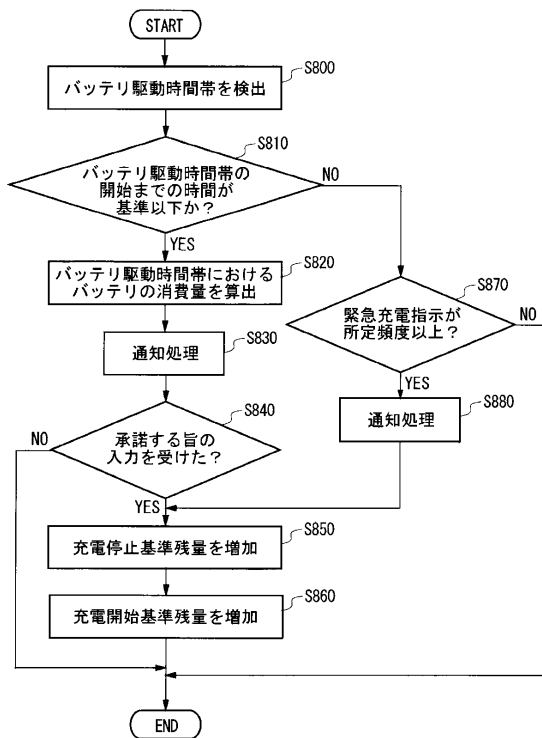 START
バッテリ駆動時間帯を検出
S800
バッテリ駆動時間帯の
開始までの時間が
基準以下か？
S810
NO
YES
バッテリ駆動時間帯における
バッテリの消費量を算出
S820
通知処理
S830
承諾する旨の
入力を受けた？
S840
NO
YES
緊急充電指示が
所定頻度以上？
S870
NO
YES
通知処理
S880
充電停止基準残量を増加
S850
充電開始基準残量を増加
S860
END